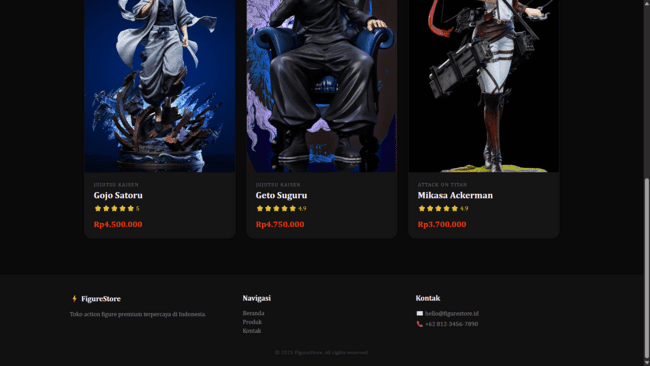 JUJUTSU KAISEN
Gojo Satoru
⭐⭐⭐⭐⭐ 5
Rp4.500.000
JUJUTSU KAISEN
Geto Suguru
⭐⭐⭐⭐⭐ 4.9
Rp4.750.000
ATTACK ON TITAN
Mikasa Ackerman
⭐⭐⭐⭐⭐ 4.9
Rp3.700.000
⚡ FigureStore
Toko action figure premium terpercaya di Indonesia.
Navigasi
Beranda
Produk
Kontak
Kontak
✉️ hello@figurestore.id
📞 +62 812-3456-7890
© 2025 FigureStore. All rights reserved.